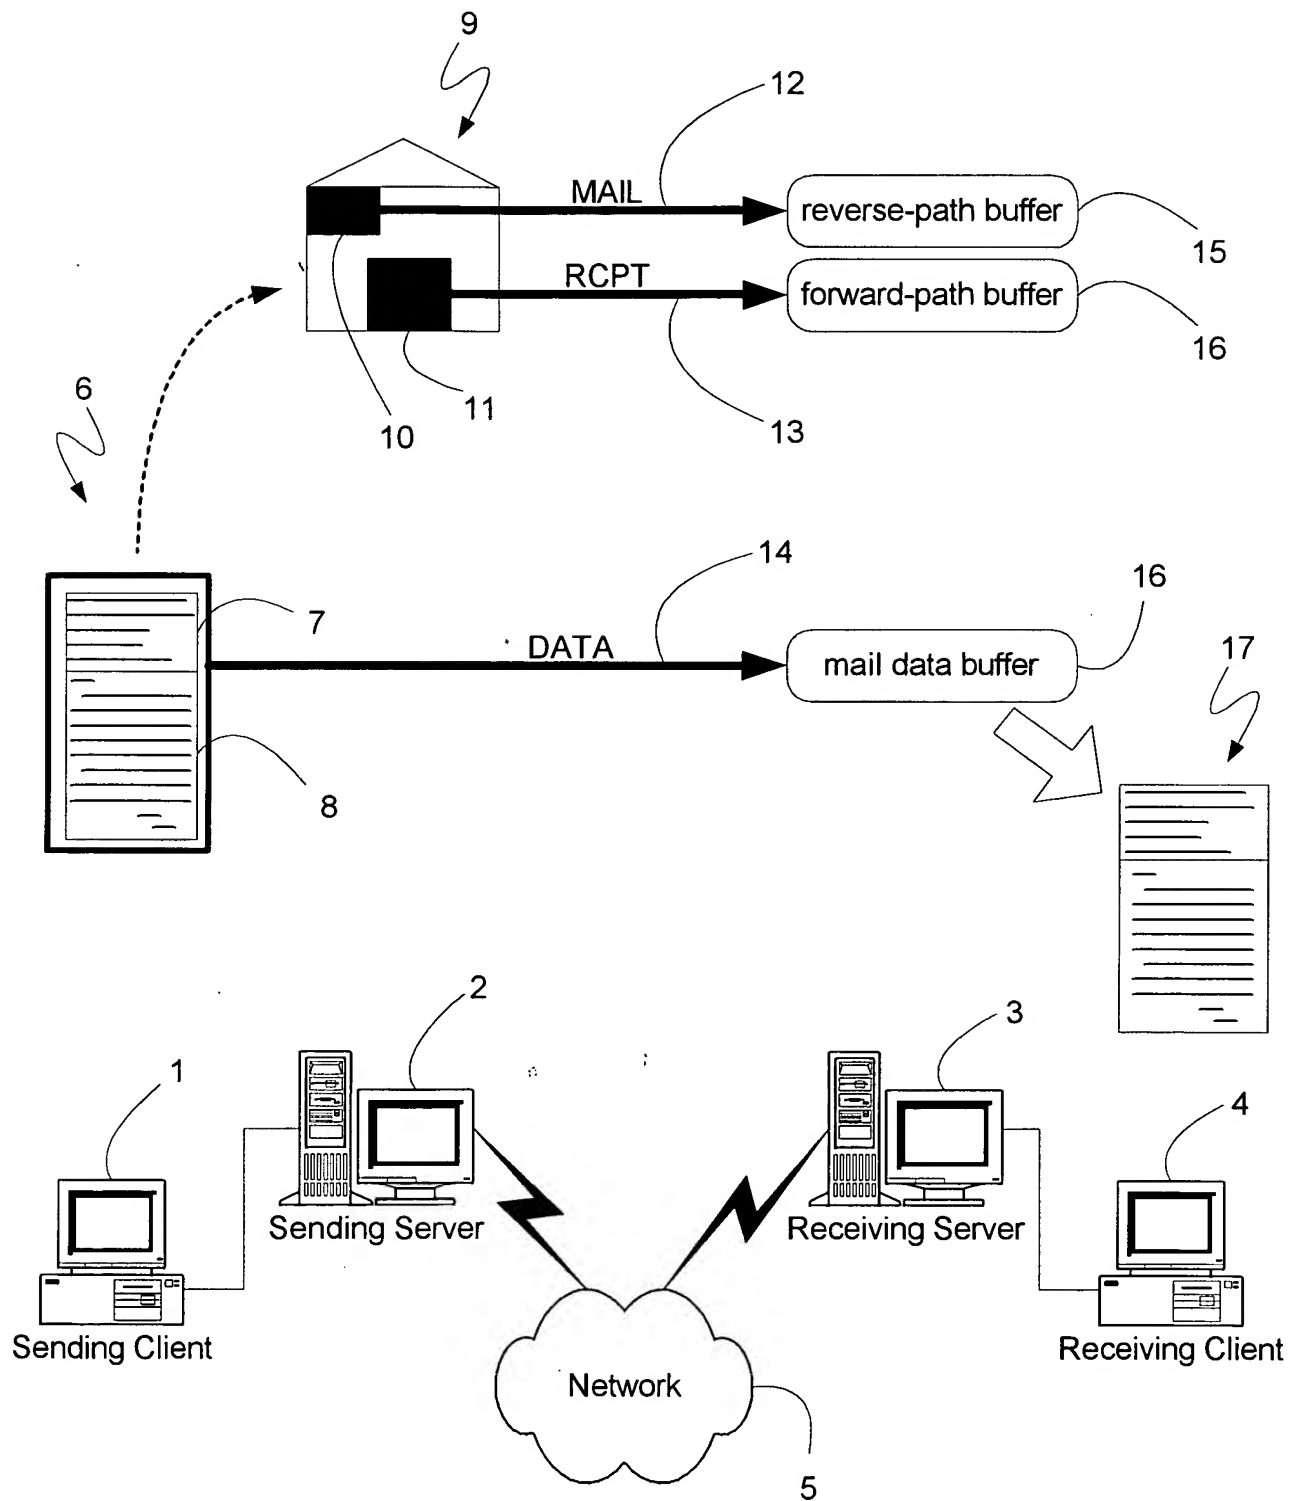 9
12
MAIL
reverse-path buffer
15
RCPT
forward-path buffer
16
6
11
10
13
14
16
7
DATA
mail data buffer
17
8
2
3
1
4
Sending Server
Receiving Server
Sending Client
Receiving Client
Network
5